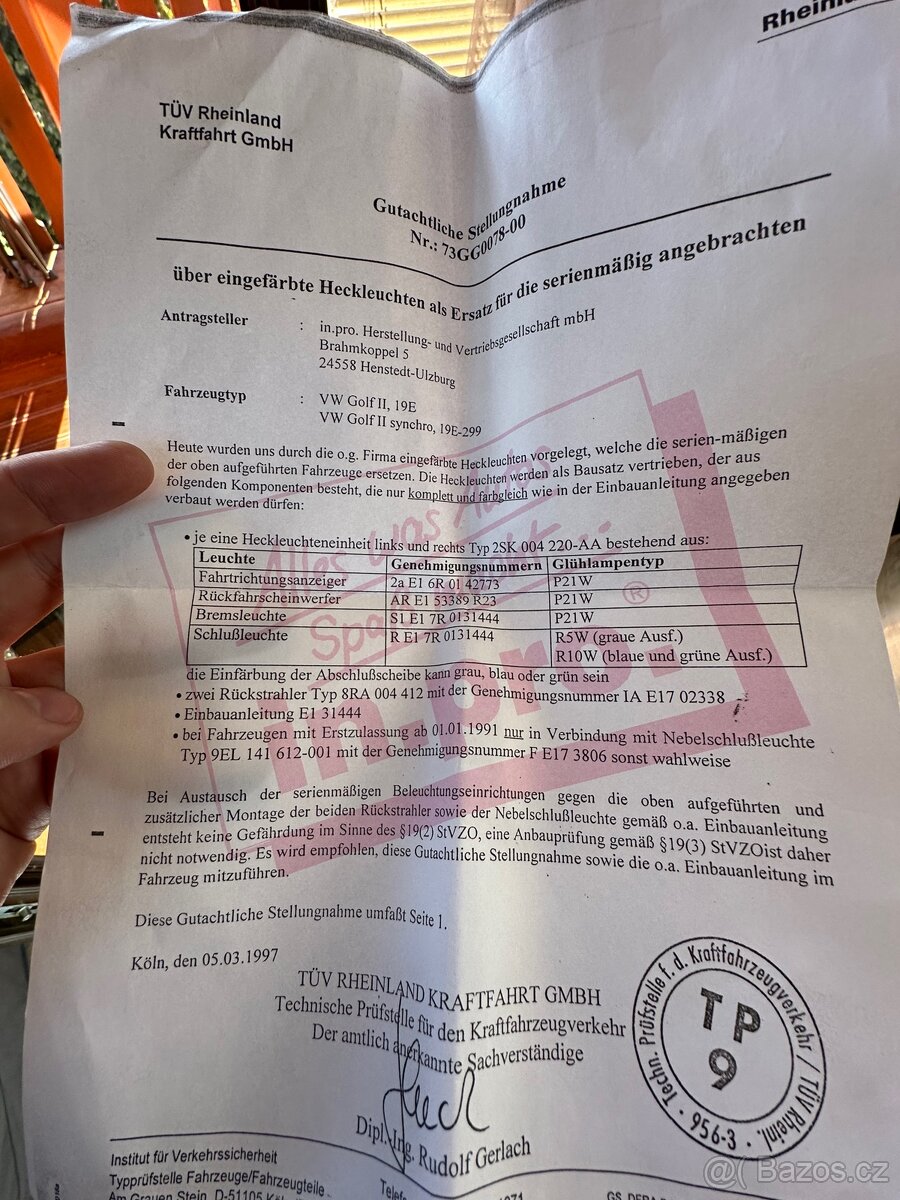 TÜV Rheinland
Kraftfahrt GmbH
Gutachtliche Stellungnahme
Nr.: 73GG0078-00
über eingefärbte Heckleuchten als Ersatz für die serienmäßig angebrachten
Antragsteller : in.pro. Herstellung- und Vertriebsgesellschaft mbH
Brahmkoppel 5
24558 Henstedt-Ulzburg
Fahrzeugtyp : VW Golf II, 19E
VW Golf II synchro, 19E-299
Heute wurden uns durch die o.g. Firma eingefärbte Heckleuchten vorgelegt, welche die serien-mäßigen
der oben aufgeführten Fahrzeuge ersetzen. Die Heckleuchten werden als Bausatz vertrieben, der aus
folgenden Komponenten besteht, die nur komplett und farbgleich wie in der Einbauanleitung angegeben
verbaut werden dürfen:
• je eine Heckleuchteneinheit links und rechts Typ 2SK 004 220-AA bestehend aus:
Leuchte Genehmigungsnummern Glühlampentyp
Fahrtrichtungsanzeiger 2a E1 6R 01 42773 P21W
Rückfahrscheinwerfer AR E1 53389 R23 P21W
Bremsleuchte S1 E1 7R 0131444 P21W
Schlußleuchte R E1 7R 0131444 R5W (graue Ausf.)
R10W (blaue und grüne Ausf.)
die Einfärbung der Abschlußscheibe kann grau, blau oder grün sein
• zwei Rückstrahler Typ 8RA 004 412 mit der Genehmigungsnummer IA E17 02338
• Einbauanleitung E1 31444
• bei Fahrzeugen mit Erstzulassung ab 01.01.1991 nur in Verbindung mit Nebelschlußleuchte
Typ 9EL 141 612-001 mit der Genehmigungsnummer F E17 3806 sonst wahlweise
Bei Austausch der serienmäßigen Beleuchtungseinrichtungen gegen die oben aufgeführten und
zusätzlicher Montage der beiden Rückstrahler sowie der Nebelschlußleuchte gemäß o.a. Einbauanleitung
entsteht keine Gefährdung im Sinne des §19(2) StVZO, eine Anbauprüfung gemäß §19(3) StVZOist daher
nicht notwendig. Es wird empfohlen, diese Gutachtliche Stellungnahme sowie die o.a. Einbauanleitung im
Fahrzeug mitzuführen.
Diese Gutachtliche Stellungnahme umfaßt Seite 1.
Köln, den 05.03.1997
TÜV RHEINLAND KRAFTFAHRT GMBH
Technische Prüfstelle für den Kraftfahrzeugverkehr
Der amtlich anerkannte Sachverständige
Dipl.-Ing. Rudolf Gerlach
Techn. Prüfstelle f. d. Kraftfahrzeugverkehr / TÜV Rheinl.
TP
9
956-3
Alles was Autos
in.pro.®
Institut für Verkehrssicherheit
Typprüfstelle Fahrzeuge/Fahrzeugteile
Am Grauen Stein, D-51105
Bazos.cz